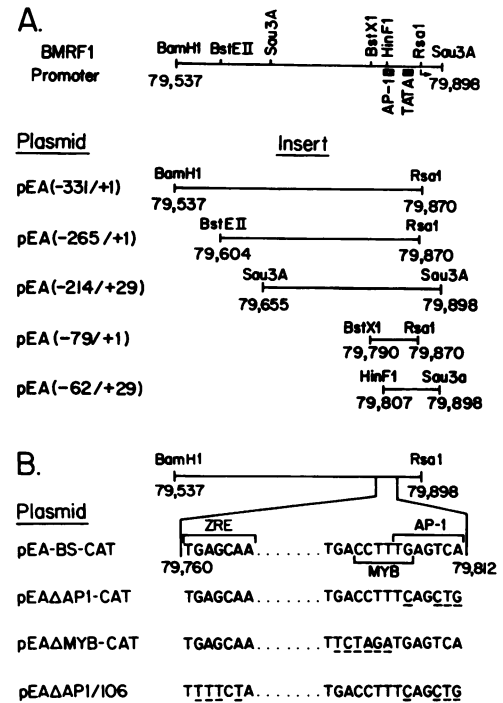 A.
BMRF1 Promoter
BamH1 BstEII Sau3A BstX1 HinF1 Rsa1 Sau3A
79,537 AP-1 TATA 79,898
Plasmid Insert
BamH1 Rsa1
pEA(-331/+1)
79,537 79,870
BstEII Rsa1
pEA(-265/+1)
79,604 79,870
Sau3A Sau3A
pEA(-214/+29)
79,655 79,898
BstX1 Rsa1
pEA(-79/+1)
79,790 79,870
HinF1 Sau3a
pEA(-62/+29)
79,807 79,898
B.
BamH1 Rsa1
79,537 79,898
Plasmid
ZRE AP-1
pEA-BS-CAT TGAGCAA.......TGACCTTTGAGTCA
79,760 MYB 79,812
pEAΔAP1-CAT TGAGCAA.......TGACCTTTCAGCTG
pEAΔMYB-CAT TGAGCAA.......TTCTAGATGAGTCA
pEAΔAP1/106 TTTTCTA.......TGACCTTTCAGCTG